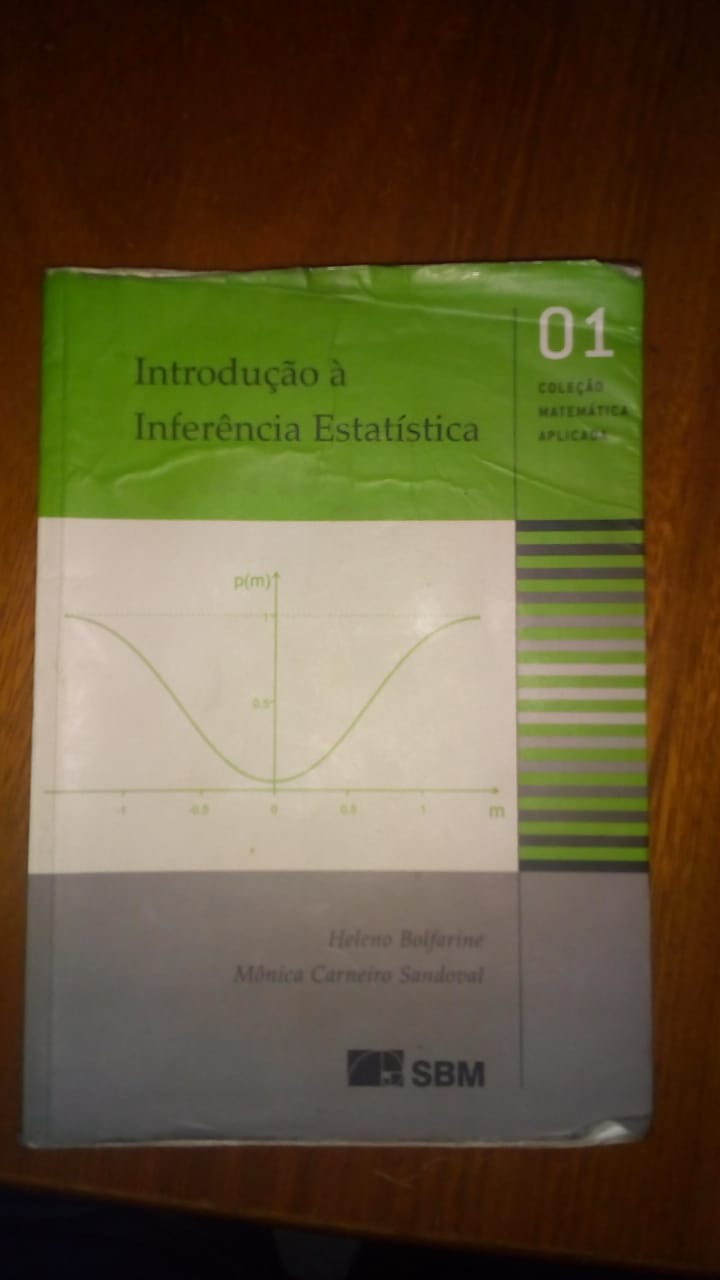 Introdução à
Inferência Estatística
01
COLEÇÃO
MATEMÁTICA
APLICADA
p(m)
1
0.5
-1
-0.5
0
0.5
1
m
Heleno Bolfarine
Mônica Carneiro Sandoval
SBM